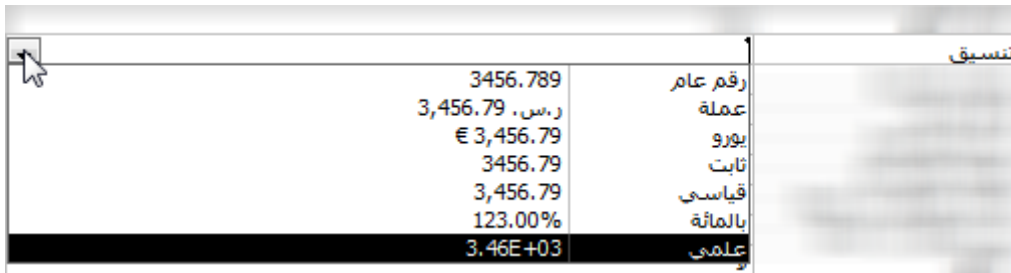 تنسيق
رقم عام 3456.789
عملة ر.س. 3,456.79
يورو € 3,456.79
ثابت 3456.79
قياسي 3,456.79
بالمائة 123.00%
علمي 3.46E+03